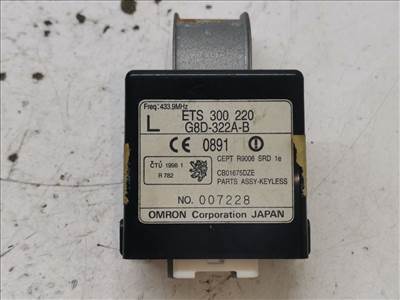 Freq:433.9MHz
L
ETS 300 220
G8D-322A-B
CE 0891
CEPT R9006 SRD 1e
ČTÚ 1998 1
R 782
CB01675DZE
PARTS ASSY-KEYLESS
NO. 007228
OMRON Corporation JAPAN